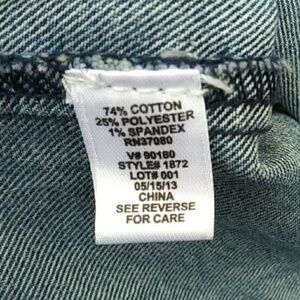 74% COTTON
25% POLYESTER
1% SPANDEX
RN37080
V# 90180
STYLE# 1872
LOT# 001
05/15/13
CHINA
SEE REVERSE
FOR CARE